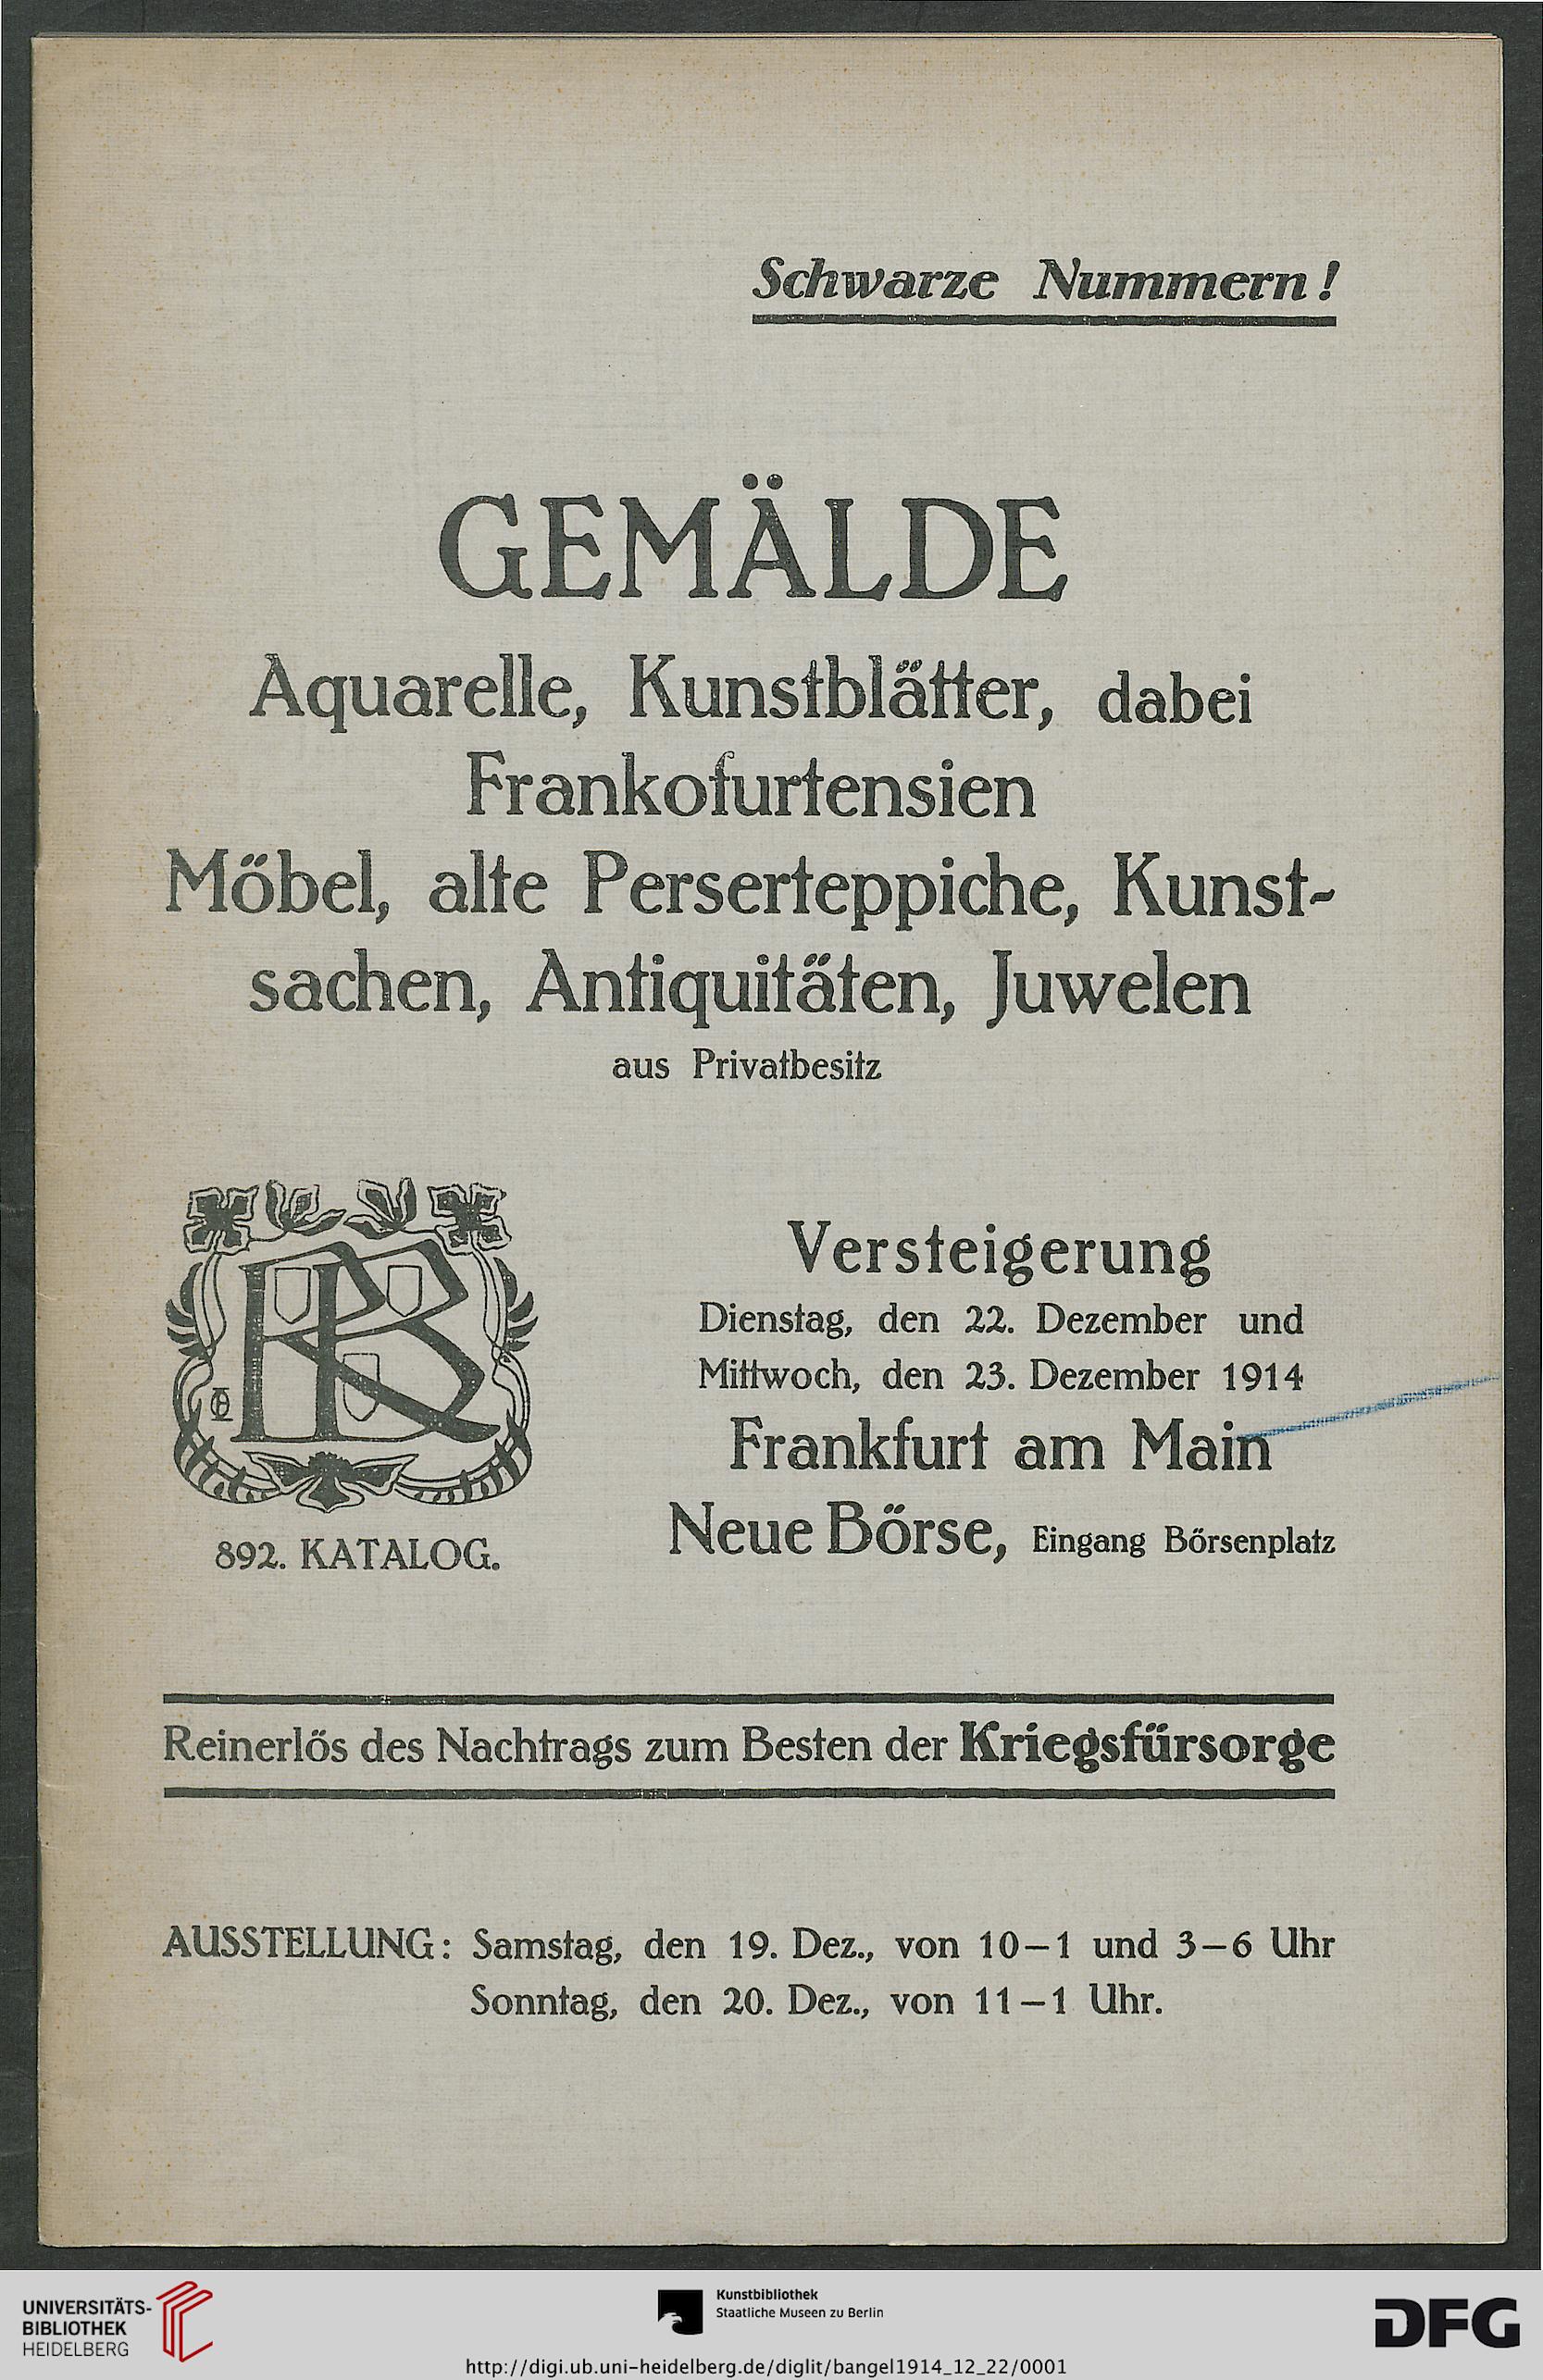 Schwarze Nummern!
GEMÄLDE
Aquarelle, Kunstblätter, dabei
Frankofurtensien
Möbel, alte Perserteppiche, Kunst-
sachen, Antiquitäten, Juwelen
aus Privatbesitz
RB
892. KATALOG.
Versteigerung
Dienstag, den 22. Dezember und
Mittwoch, den 23. Dezember 1914
Frankfurt am Main
Neue Börse, Eingang Börsenplatz
Reinerlös des Nachtrags zum Besten der Kriegsfürsorge
AUSSTELLUNG: Samstag, den 19. Dez., von 10–1 und 3–6 Uhr
Sonntag, den 20. Dez., von 11–1 Uhr.
UNIVERSITÄTS-
BIBLIOTHEK
HEIDELBERG
Kunstbibliothek
Staatliche Museen zu Berlin
DFG
http://digi.ub.uni-heidelberg.de/diglit/bangel1914_12_22/0001